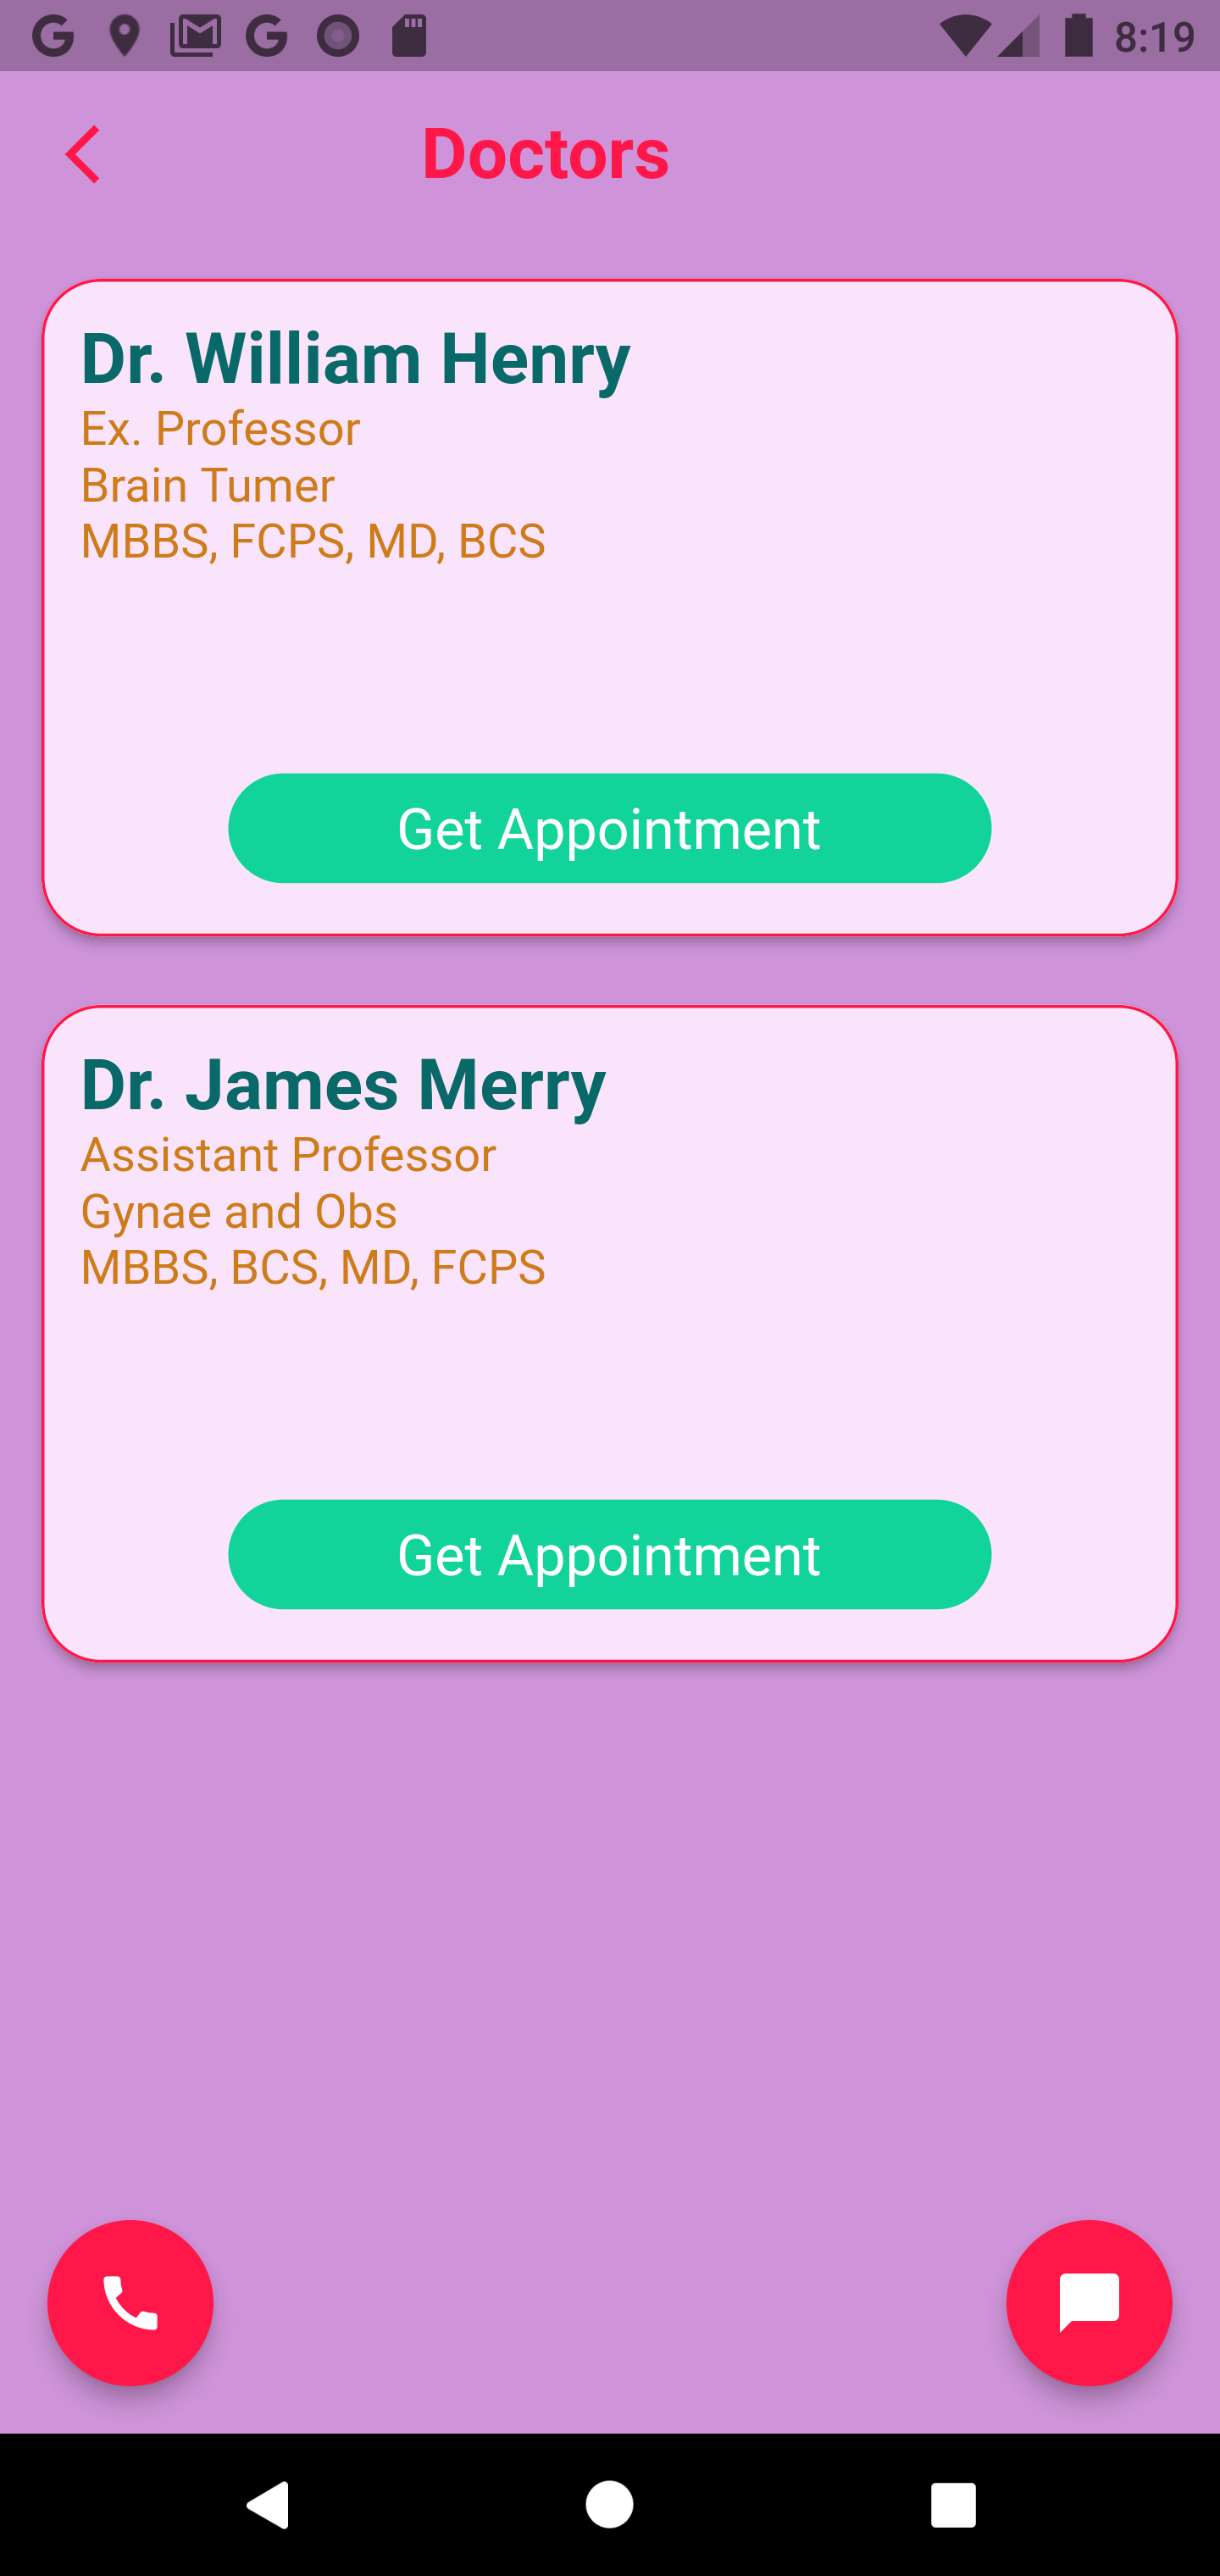 8:19
Doctors
Dr. William Henry
Ex. Professor
Brain Tumer
MBBS, FCPS, MD, BCS
Get Appointment
Dr. James Merry
Assistant Professor
Gynae and Obs
MBBS, BCS, MD, FCPS
Get Appointment